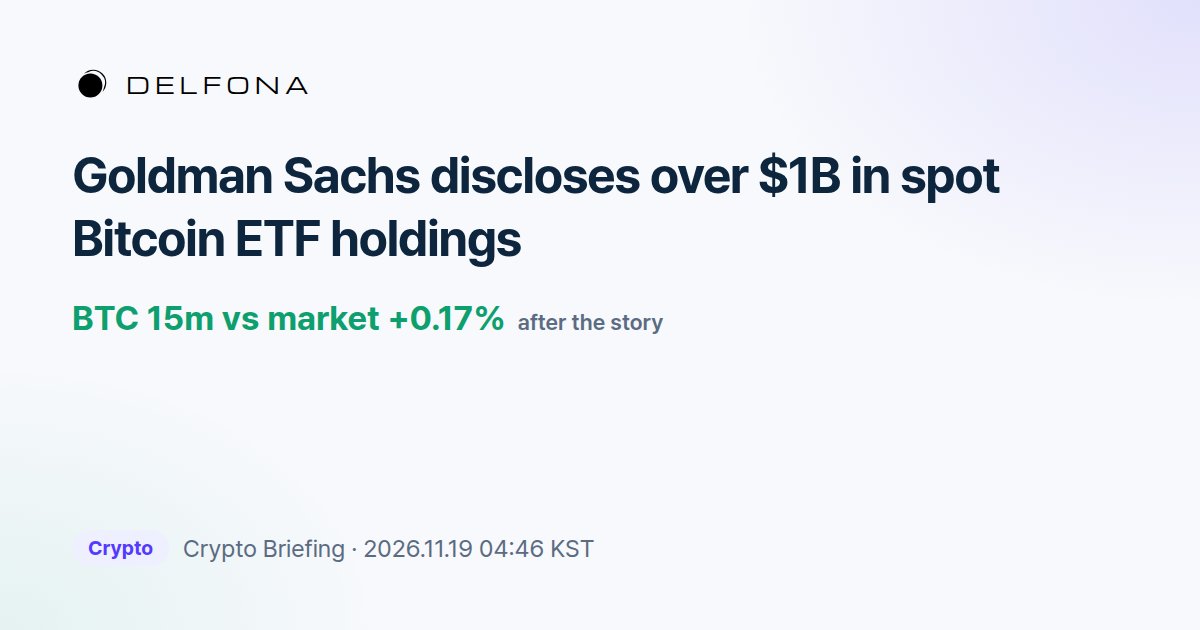 DELFONA
Goldman Sachs discloses over $1B in spot
Bitcoin ETF holdings
BTC 15m vs market +0.17% after the story
Crypto Crypto Briefing · 2026.11.19 04:46 KST